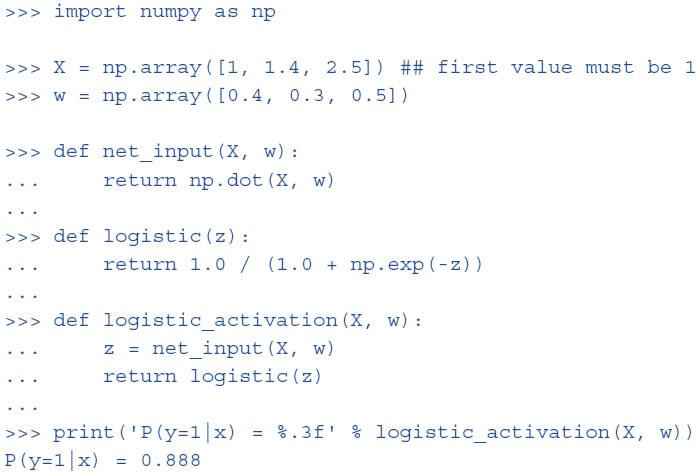 >>> import numpy as np
>>> X = np.array([1, 1.4, 2.5]) ## first value must be 1
>>> w = np.array([0.4, 0.3, 0.5])
>>> def net_input(X, w):
...     return np.dot(X, w)
...
>>> def logistic(z):
...     return 1.0 / (1.0 + np.exp(-z))
...
>>> def logistic_activation(X, w):
...     z = net_input(X, w)
...     return logistic(z)
...
>>> print('P(y=1|x) = %.3f' % logistic_activation(X, w))
P(y=1|x) = 0.888